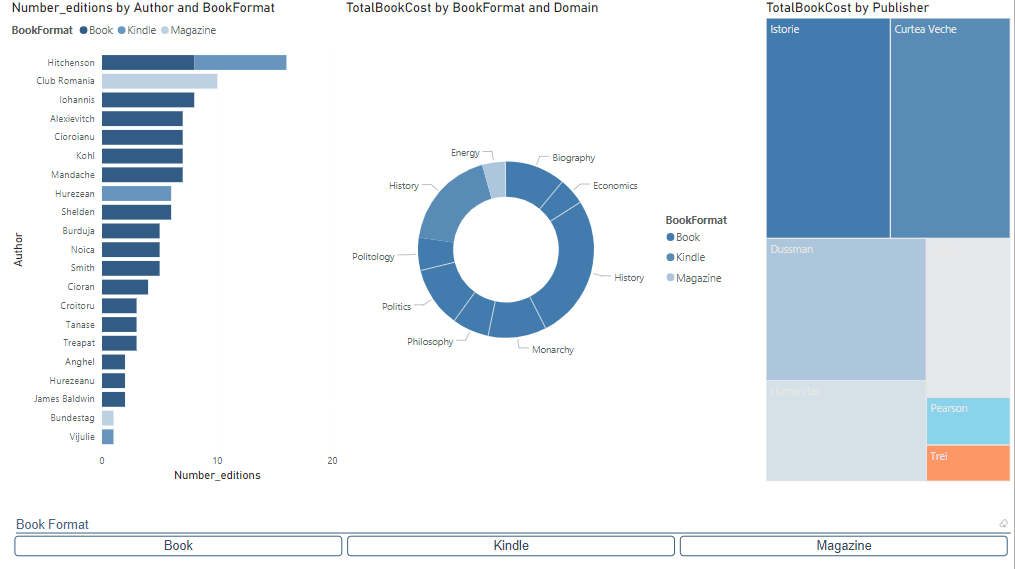 Number_editions by Author and BookFormat
BookFormat Book Kindle Magazine
Author
Hitchenson
Club Romania
Iohannis
Alexievitch
Cioroianu
Kohl
Mandache
Hurezean
Shelden
Burduja
Noica
Smith
Cioran
Croitoru
Tanase
Treapat
Anghel
Hurezeanu
James Baldwin
Bundestag
Vijulie
0 10 20
Number_editions
TotalBookCost by BookFormat and Domain
Energy
Biography
History
Economics
Politology
History
Politics
Philosophy
Monarchy
BookFormat
Book
Kindle
Magazine
TotalBookCost by Publisher
Istorie
Curtea Veche
Dussman
Humanitas
Pearson
Trei
Book Format
Book
Kindle
Magazine